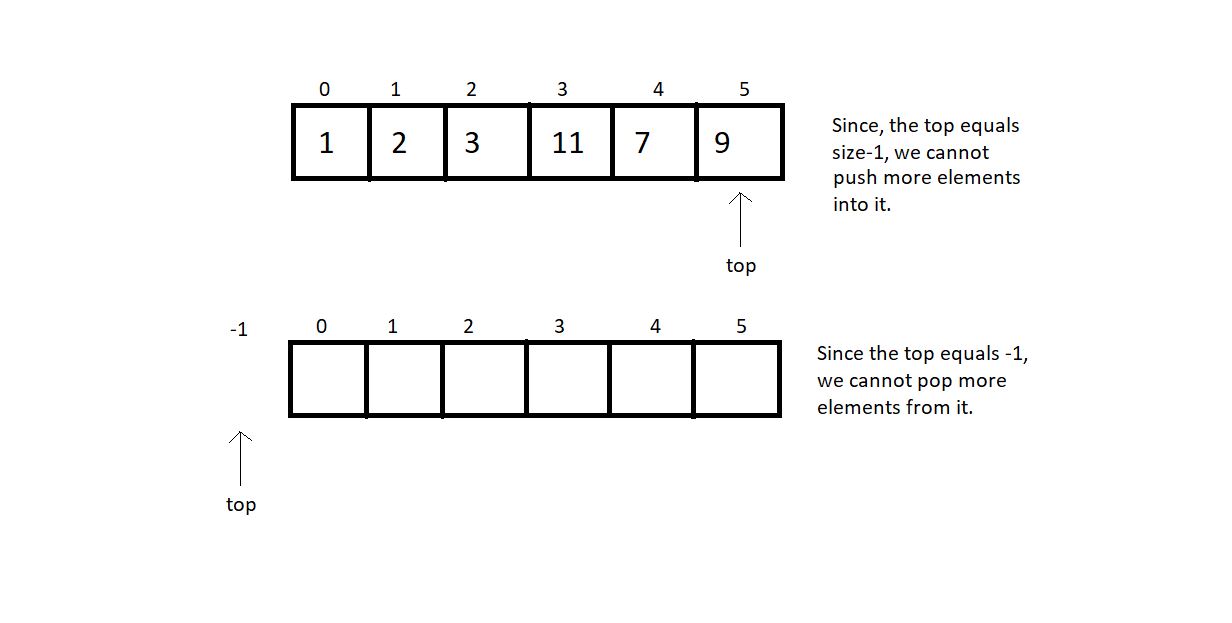 0 1 2 3 4 5
1 2 3 11 7 9
Since, the top equals
size-1, we cannot
push more elements
into it.
top
-1 0 1 2 3 4 5
Since the top equals -1,
we cannot pop more
elements from it.
top